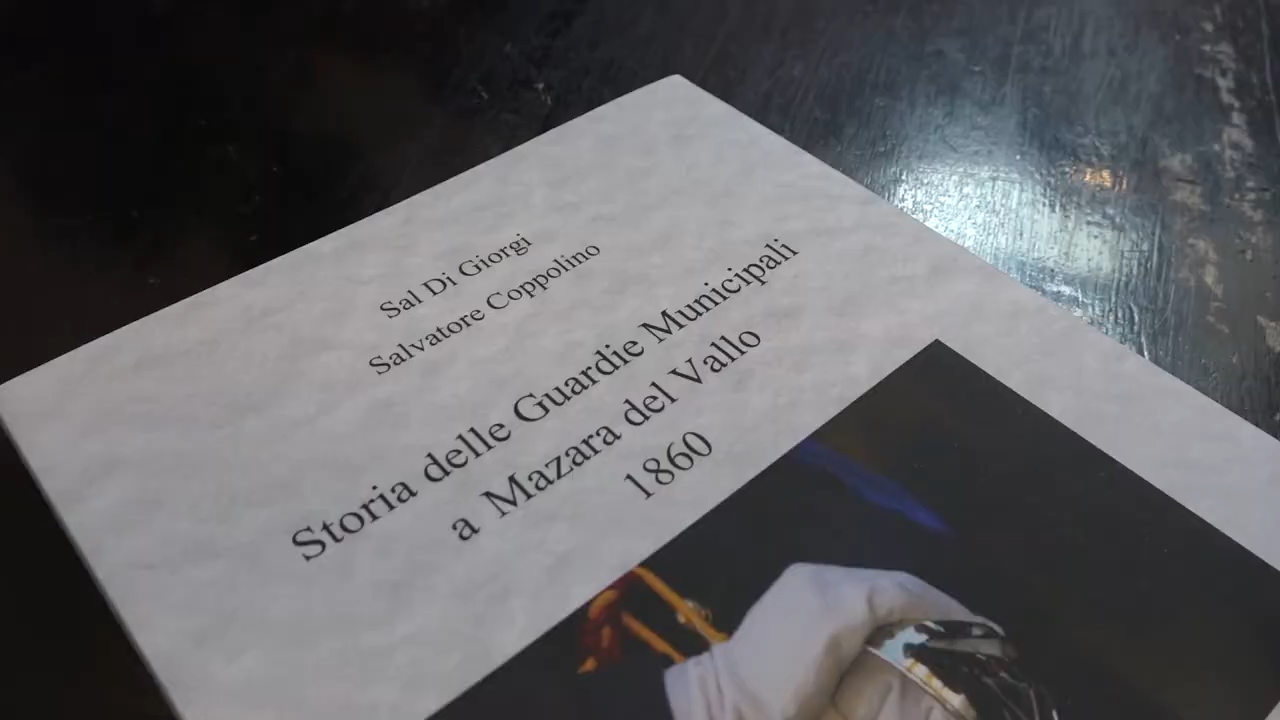 Sal Di Giorgi
Salvatore Coppolino
Storia delle Guardie Municipali
a Mazara del Vallo
1860